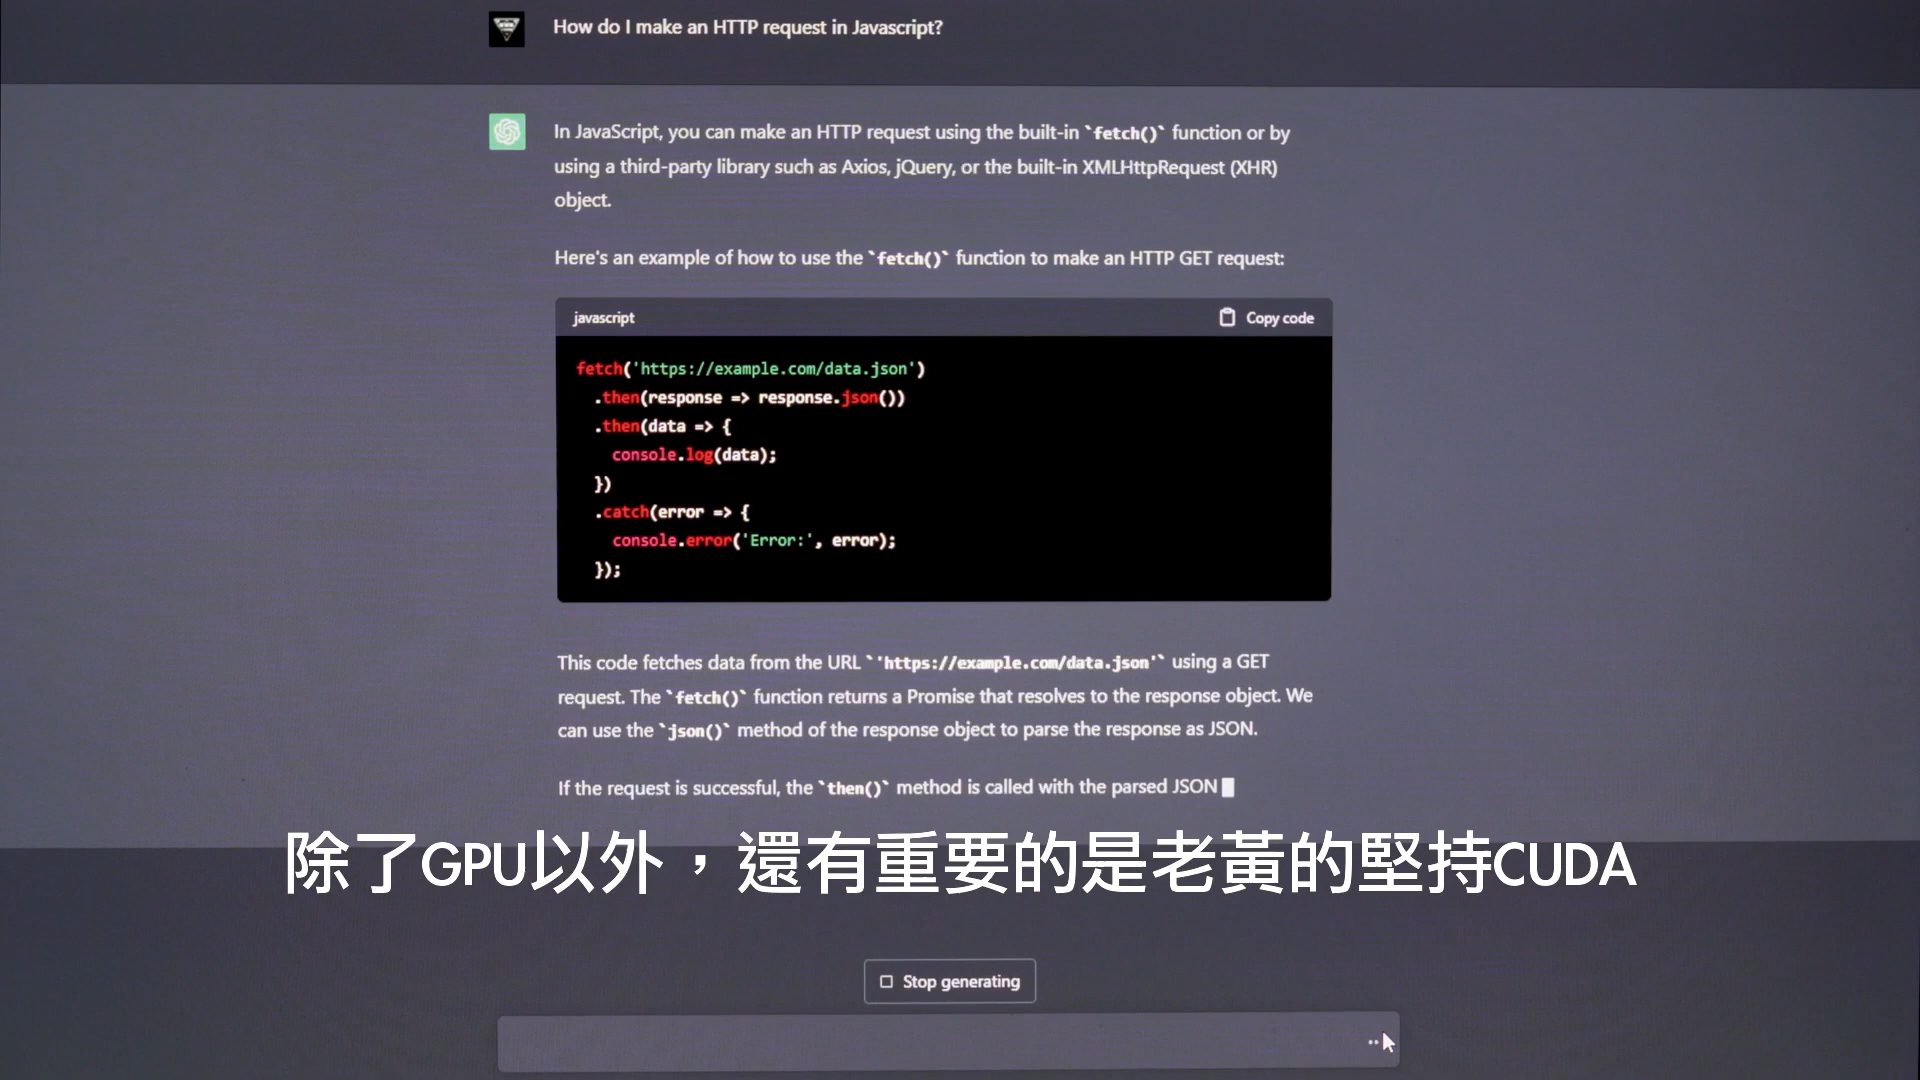 How do I make an HTTP request in Javascript?
In JavaScript, you can make an HTTP request using the built-in `fetch()` function or by
using a third-party library such as Axios, jQuery, or the built-in XMLHttpRequest (XHR)
object.
Here's an example of how to use the `fetch()` function to make an HTTP GET request:
javascript
Copy code
fetch('https://example.com/data.json')
.then(response => response.json())
.then(data => {
console.log(data);
})
.catch(error => {
console.error('Error:', error);
});
This code fetches data from the URL `'https://example.com/data.json'` using a GET
request. The `fetch()` function returns a Promise that resolves to the response object. We
can use the `json()` method of the response object to parse the response as JSON.
If the request is successful, the `then()` method is called with the parsed JSON
除了GPU以外，還有重要的是老黃的堅持CUDA
Stop generating